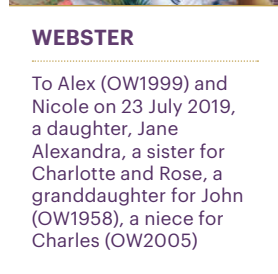 WEBSTER
To Alex (OW1999) and
Nicole on 23 July 2019,
a daughter, Jane
Alexandra, a sister for
Charlotte and Rose, a
granddaughter for John
(OW1958), a niece for
Charles (OW2005)